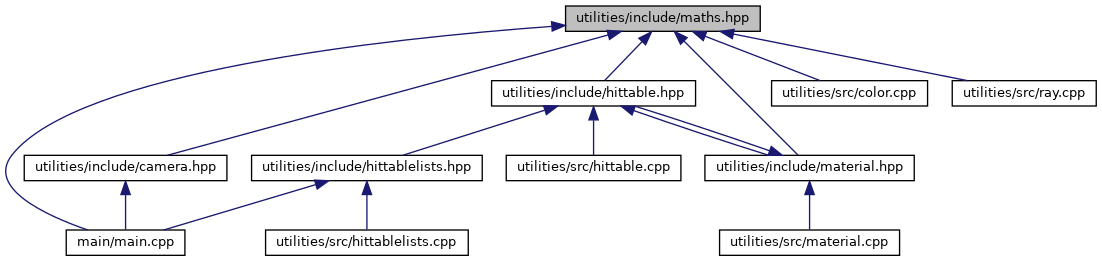 utilities/include/maths.hpp
utilities/include/hittable.hpp
utilities/src/color.cpp
utilities/src/ray.cpp
utilities/include/camera.hpp
utilities/include/hittablelists.hpp
utilities/src/hittable.cpp
utilities/include/material.hpp
main/main.cpp
utilities/src/hittablelists.cpp
utilities/src/material.cpp